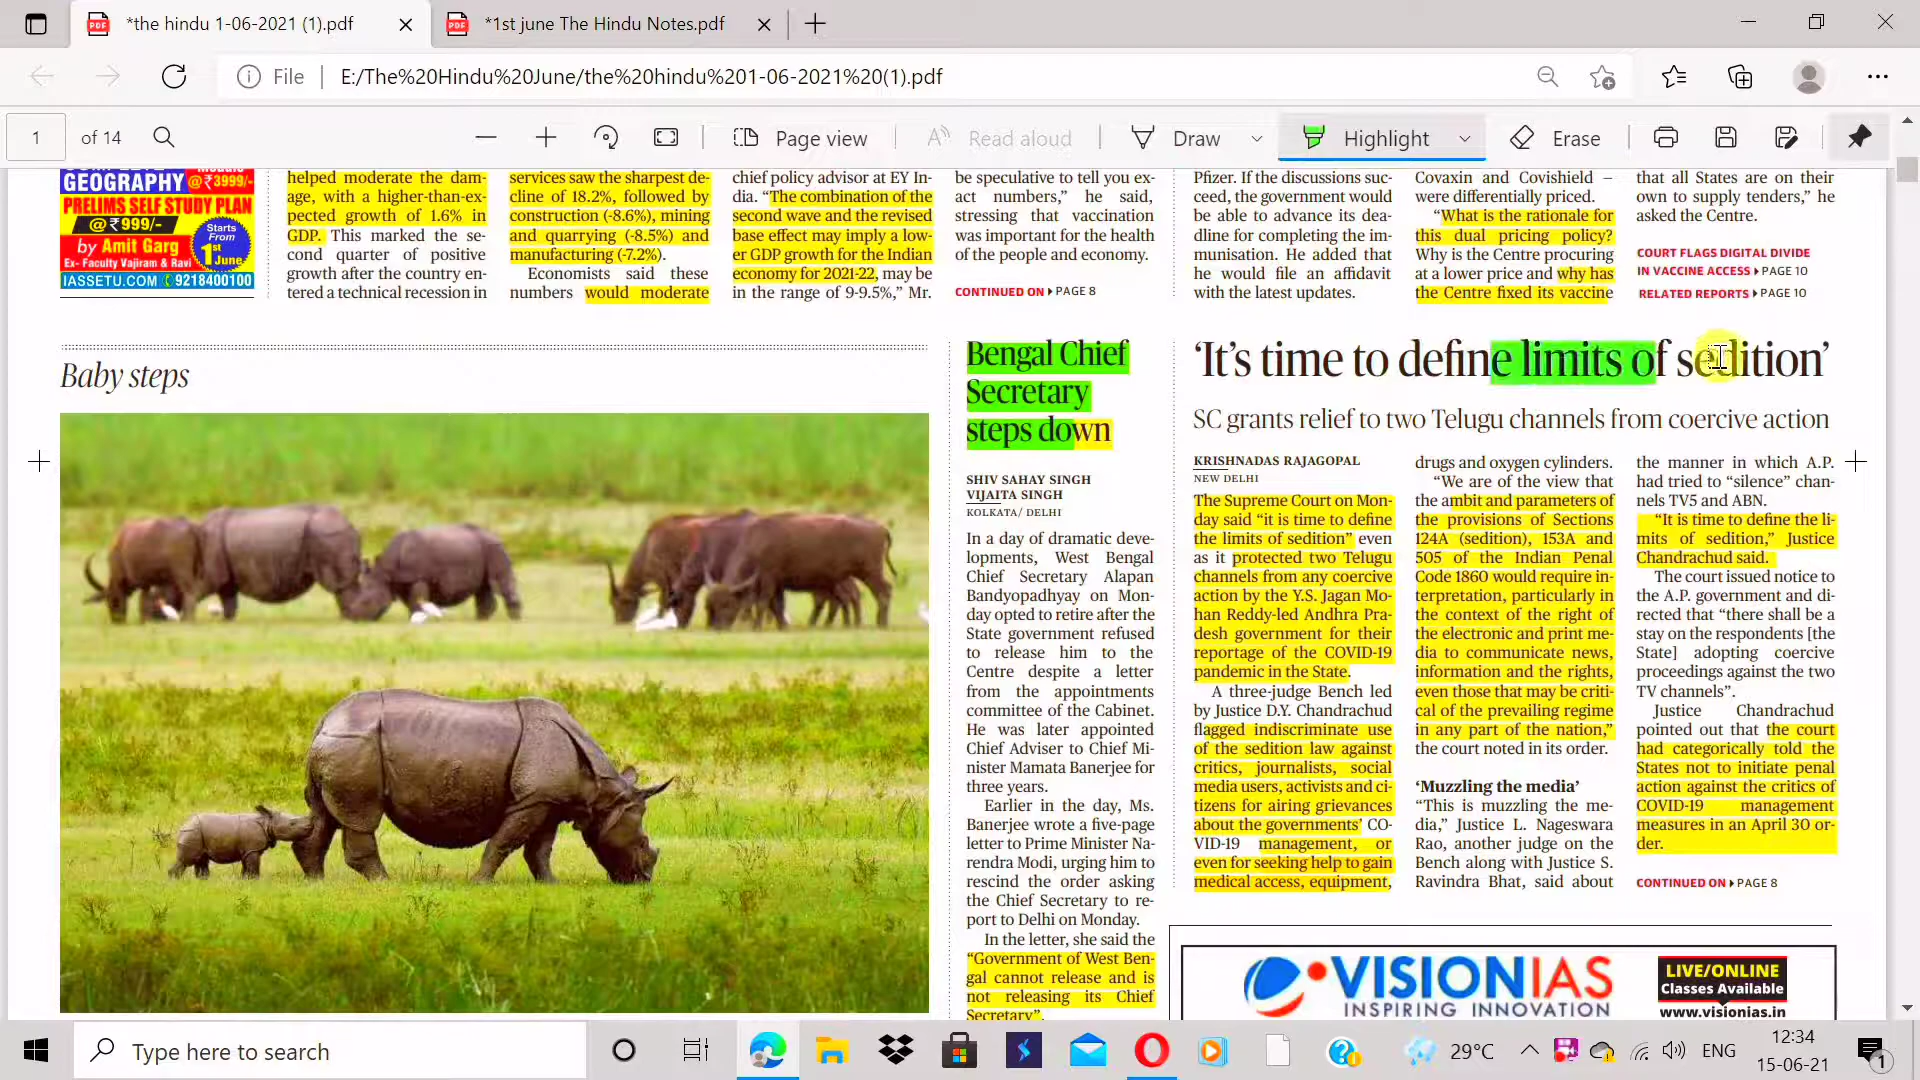 *the hindu 1-06-2021 (1).pdf
*1st june The Hindu Notes.pdf
File
E:/The%20Hindu%20June/the%20hindu%201-06-2021%20(1).pdf
1
of 14
Page view
Read aloud
Draw
Highlight
Erase
GEOGRAPHY @₹3999/-
PRELIMS SELF STUDY PLAN
@ ₹999/-
by Amit Garg
Ex- Faculty Vajiram & Ravi
Starts
From
1st
June
IASSETU.COM 9218400100
helped moderate the dam-
age, with a higher-than-ex-
pected growth of 1.6% in
GDP. This marked the se-
cond quarter of positive
growth after the country en-
tered a technical recession in
services saw the sharpest de-
cline of 18.2%, followed by
construction (-8.6%), mining
and quarrying (-8.5%) and
manufacturing (-7.2%).
Economists said these
numbers would moderate
chief policy advisor at EY In-
dia. “The combination of the
second wave and the revised
base effect may imply a low-
er GDP growth for the Indian
economy for 2021-22, may be
in the range of 9-9.5%,” Mr.
be speculative to tell you ex-
act numbers,” he said,
stressing that vaccination
was important for the health
of the people and economy.
CONTINUED ON PAGE 8
Pfizer. If the discussions suc-
ceed, the government would
be able to advance its dea-
dline for completing the im-
munisation. He added that
he would file an affidavit
with the latest updates.
Covaxin and Covishield –
were differentially priced.
“What is the rationale for
this dual pricing policy?
Why is the Centre procuring
at a lower price and why has
the Centre fixed its vaccine
that all States are on their
own to supply tenders,” he
asked the Centre.
COURT FLAGS DIGITAL DIVIDE
IN VACCINE ACCESS PAGE 10
RELATED REPORTS PAGE 10
Baby steps
Bengal Chief
Secretary
steps down
SHIV SAHAY SINGH
VIJAITA SINGH
KOLKATA/ DELHI
In a day of dramatic deve-
lopments, West Bengal
Chief Secretary Alapan
Bandyopadhyay on Mon-
day opted to retire after the
State government refused
to release him to the
Centre despite a letter
from the appointments
committee of the Cabinet.
He was later appointed
Chief Adviser to Chief Mi-
nister Mamata Banerjee for
three years.
Earlier in the day, Ms.
Banerjee wrote a five-page
letter to Prime Minister Na-
rendra Modi, urging him to
rescind the order asking
the Chief Secretary to re-
port to Delhi on Monday.
In the letter, she said the
“Government of West Ben-
gal cannot release and is
not releasing its Chief
Secretary”.
‘It’s time to define limits of sedition’
SC grants relief to two Telugu channels from coercive action
KRISHNADAS RAJAGOPAL
NEW DELHI
The Supreme Court on Mon-
day said “it is time to define
the limits of sedition” even
as it protected two Telugu
channels from any coercive
action by the Y.S. Jagan Mo-
han Reddy-led Andhra Pra-
desh government for their
reportage of the COVID-19
pandemic in the State.
A three-judge Bench led
by Justice D.Y. Chandrachud
flagged indiscriminate use
of the sedition law against
critics, journalists, social
media users, activists and ci-
tizens for airing grievances
about the governments’ CO-
VID-19 management, or
even for seeking help to gain
medical access, equipment,
drugs and oxygen cylinders.
“We are of the view that
the ambit and parameters of
the provisions of Sections
124A (sedition), 153A and
505 of the Indian Penal
Code 1860 would require in-
terpretation, particularly in
the context of the right of
the electronic and print me-
dia to communicate news,
information and the rights,
even those that may be criti-
cal of the prevailing regime
in any part of the nation,”
the court noted in its order.
‘Muzzling the media’
“This is muzzling the me-
dia,” Justice L. Nageswara
Rao, another judge on the
Bench along with Justice S.
Ravindra Bhat, said about
the manner in which A.P.
had tried to “silence” chan-
nels TV5 and ABN.
“It is time to define the li-
mits of sedition,” Justice
Chandrachud said.
The court issued notice to
the A.P. government and di-
rected that “there shall be a
stay on the respondents [the
State] adopting coercive
proceedings against the two
TV channels”.
Justice Chandrachud
pointed out that the court
had categorically told the
States not to initiate penal
action against the critics of
COVID-19 management
measures in an April 30 or-
der.
CONTINUED ON PAGE 8
VISIONIAS
INSPIRING INNOVATION
LIVE/ONLINE
Classes Available
www.visionias.in
Type here to search
29°C
ENG
12:34
15-06-21
1